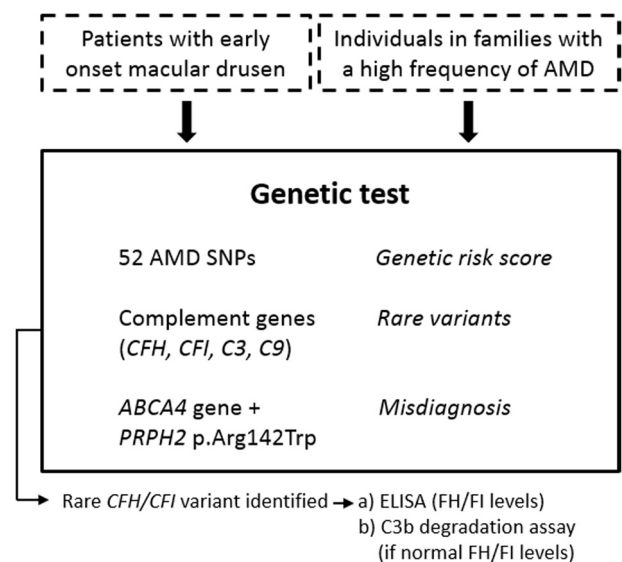 Patients with early
onset macular drusen
Individuals in families with
a high frequency of AMD
Genetic test
52 AMD SNPs
Genetic risk score
Complement genes
(CFH, CFI, C3, C9)
Rare variants
ABCA4 gene +
PRPH2 p.Arg142Trp
Misdiagnosis
Rare CFH/CFI variant identified
a) ELISA (FH/FI levels)
b) C3b degradation assay
(if normal FH/FI levels)